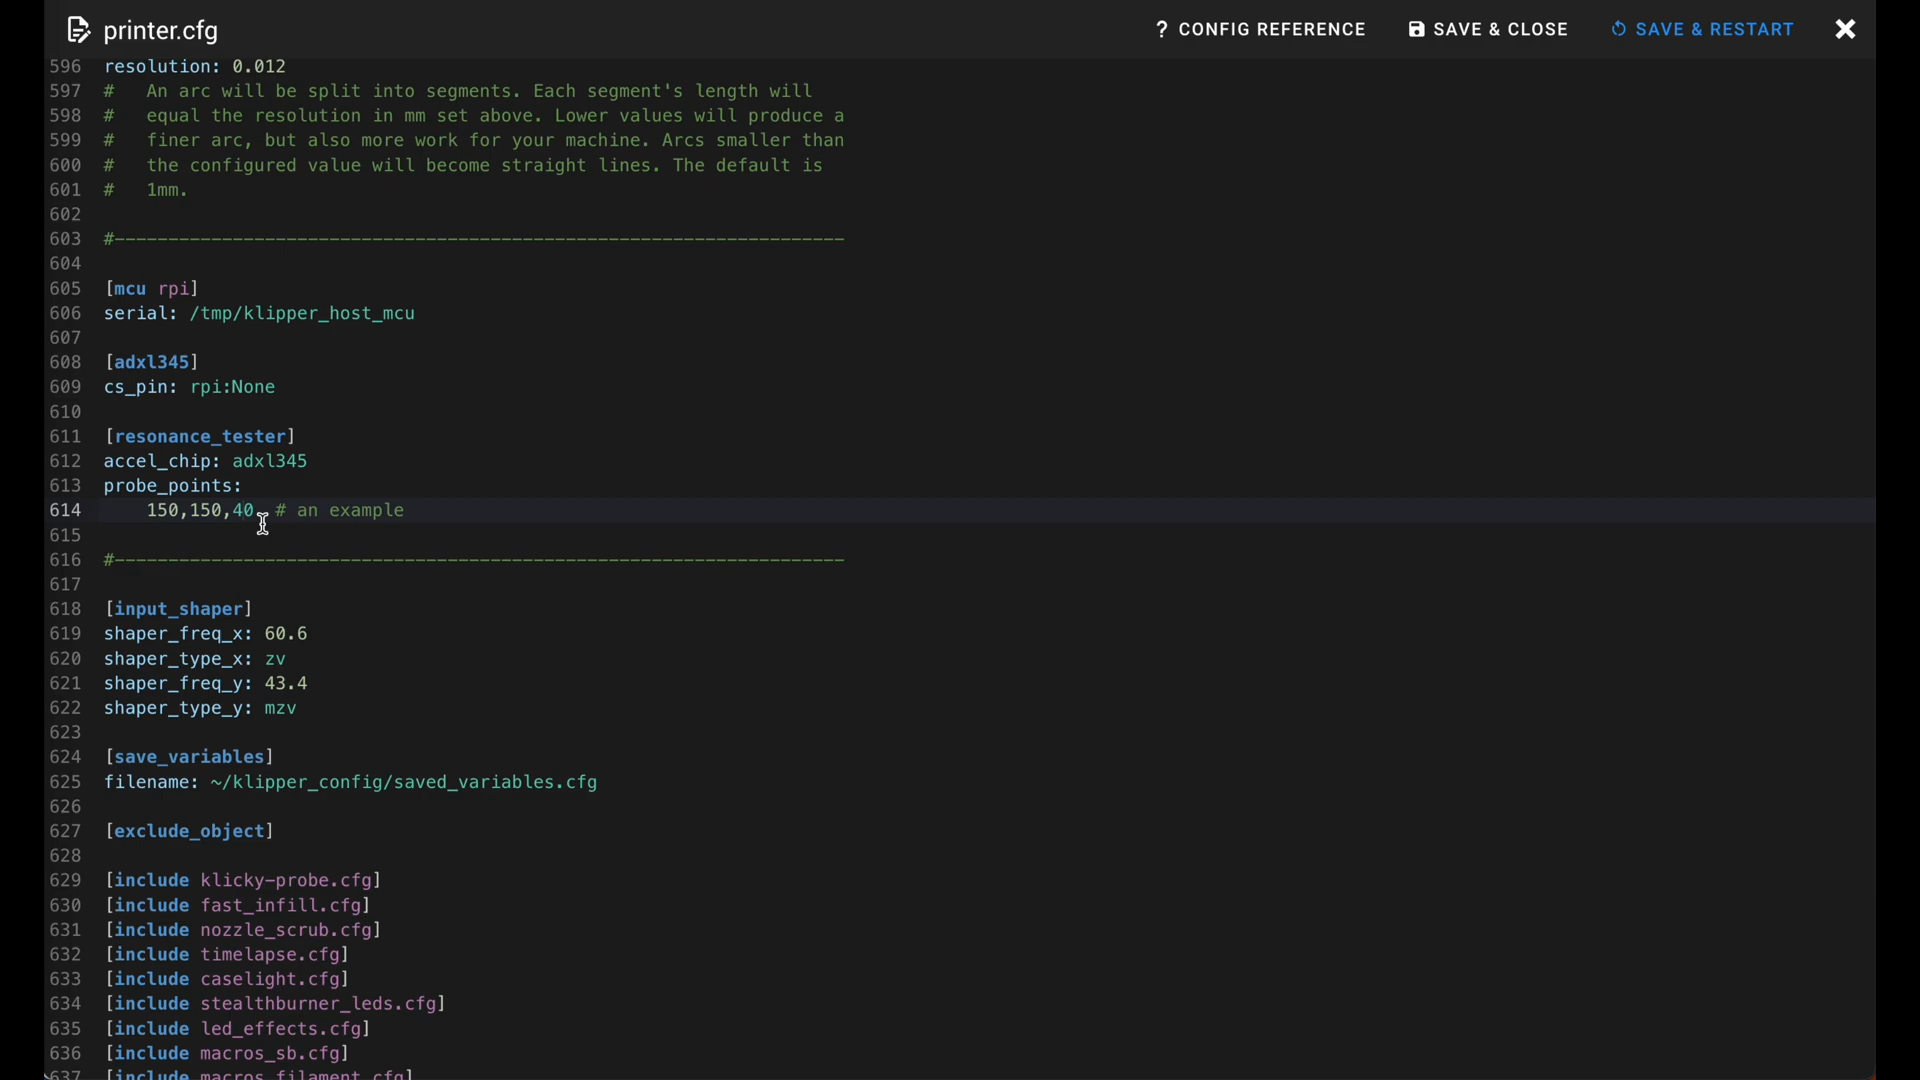 printer.cfg
? CONFIG REFERENCE
SAVE & CLOSE
SAVE & RESTART
596 resolution: 0.012
597 #   An arc will be split into segments. Each segment's length will
598 #   equal the resolution in mm set above. Lower values will produce a
599 #   finer arc, but also more work for your machine. Arcs smaller than
600 #   the configured value will become straight lines. The default is
601 #   1mm.
602
603 #--------------------------------------------------------------------
604
605 [mcu rpi]
606 serial: /tmp/klipper_host_mcu
607
608 [adxl345]
609 cs_pin: rpi:None
610
611 [resonance_tester]
612 accel_chip: adxl345
613 probe_points:
614     150,150,40  # an example
615
616 #--------------------------------------------------------------------
617
618 [input_shaper]
619 shaper_freq_x: 60.6
620 shaper_type_x: zv
621 shaper_freq_y: 43.4
622 shaper_type_y: mzv
623
624 [save_variables]
625 filename: ~/klipper_config/saved_variables.cfg
626
627 [exclude_object]
628
629 [include klicky-probe.cfg]
630 [include fast_infill.cfg]
631 [include nozzle_scrub.cfg]
632 [include timelapse.cfg]
633 [include caselight.cfg]
634 [include stealthburner_leds.cfg]
635 [include led_effects.cfg]
636 [include macros_sb.cfg]
637 [include macros_filament.cfg]